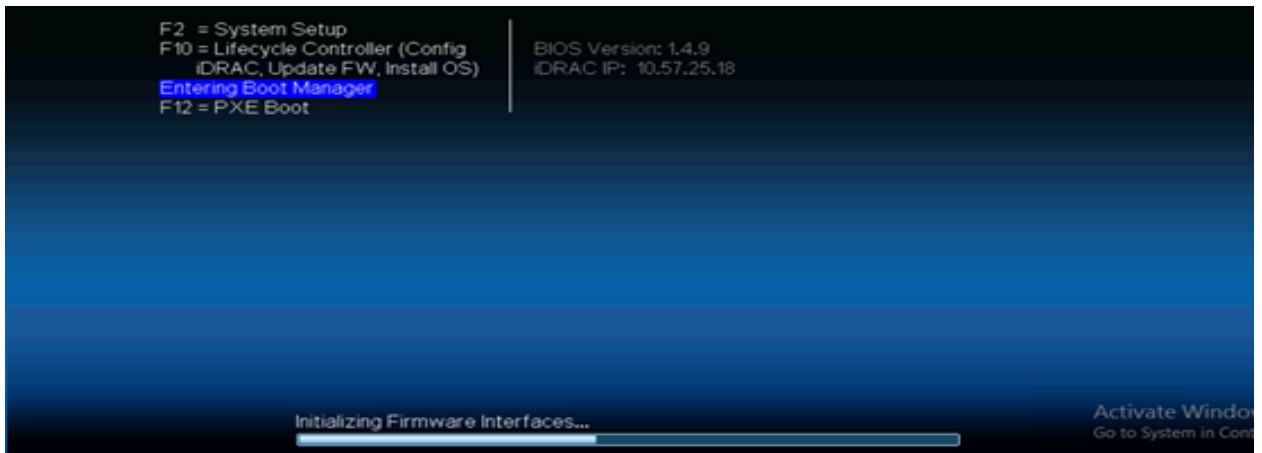 F2 = System Setup
F10 = Lifecycle Controller (Config
iDRAC, Update FW, Install OS)
Entering Boot Manager
F12 = PXE Boot
BIOS Version: 1.4.9
iDRAC IP: 10.57.25.18
Initializing Firmware Interfaces...
Activate Windo
Go to System in Cont